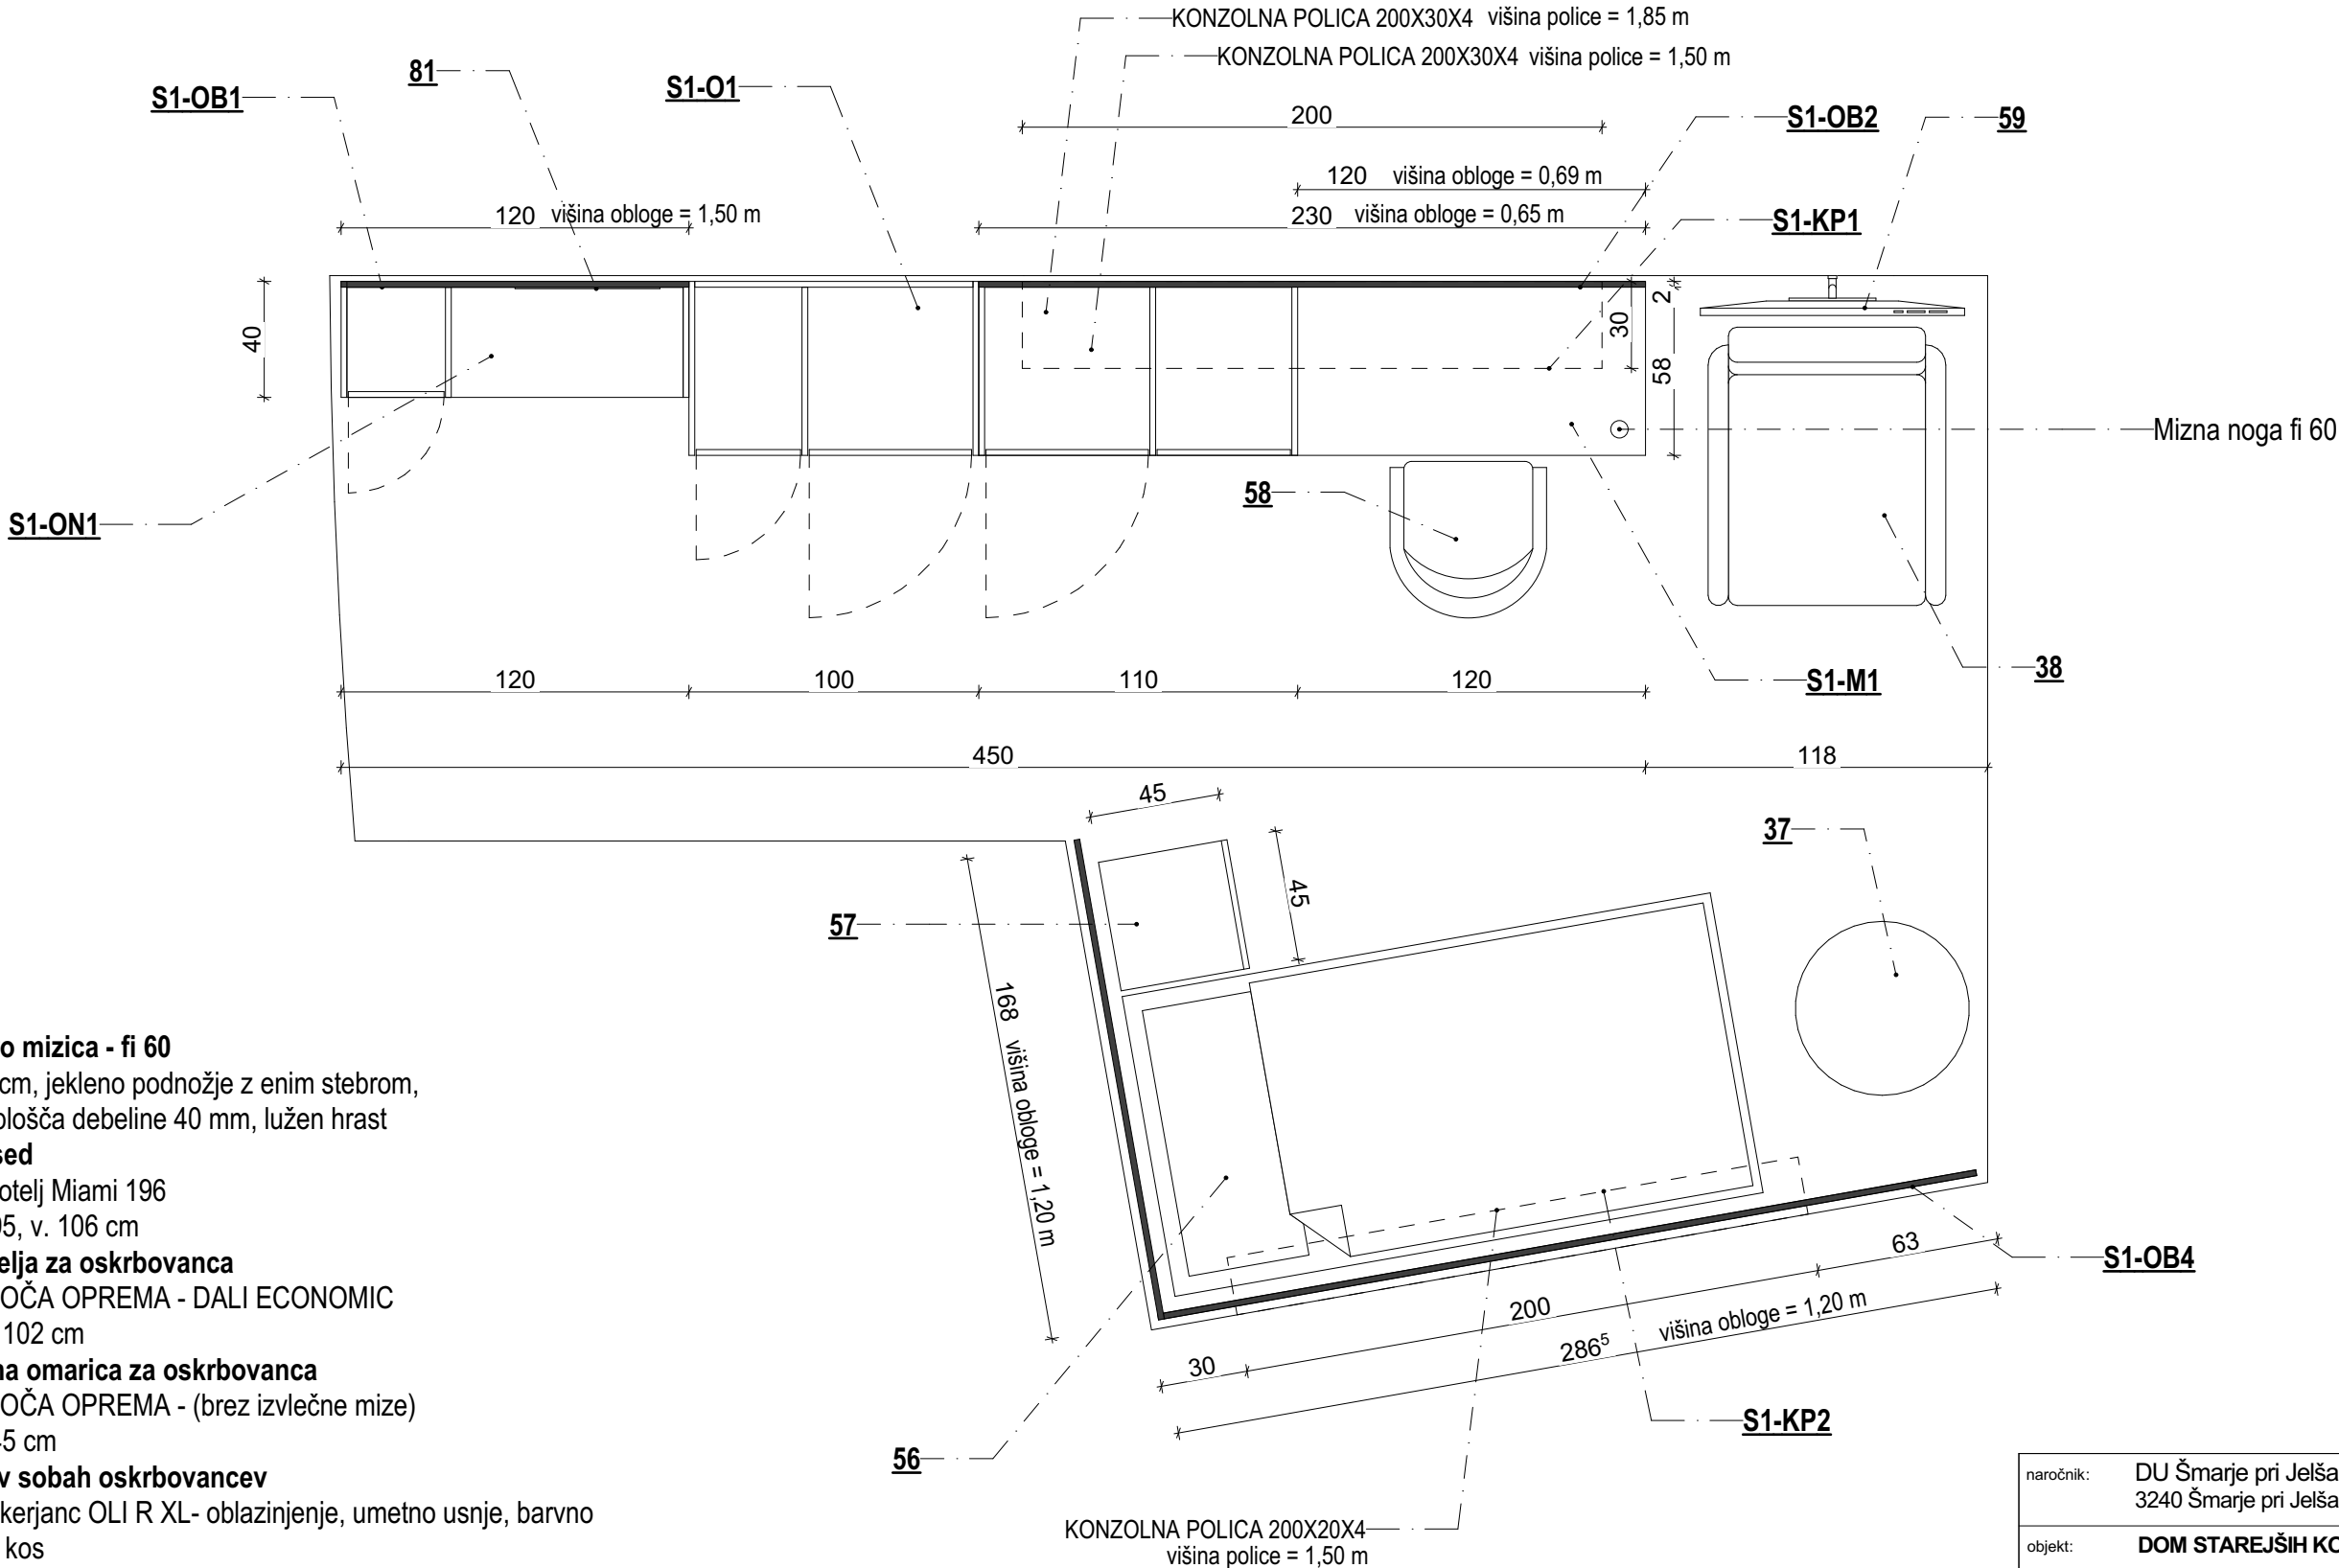 KONZOLNA POLICA 200X30X4 višina police = 1,85 m
KONZOLNA POLICA 200X30X4 višina police = 1,50 m
S1-OB1
81
S1-O1
200
S1-OB2
59
120 višina obloge = 0,69 m
120 višina obloge = 1,50 m
230 višina obloge = 0,65 m
S1-KP1
40
30
2
58
Mizna noga fi 60
S1-ON1
58
S1-M1
38
120
100
110
120
450
118
45
45
37
57
168 višina obloge = 1,20 m
o mizica - fi 60
cm, jekleno podnožje z enim stebrom,
ološča debeline 40 mm, lužen hrast
sed
otelj Miami 196
95, v. 106 cm
elja za oskrbovanca
OČA OPREMA - DALI ECONOMIC
102 cm
na omarica za oskrbovanca
OČA OPREMA - (brez izvlečne mize)
45 cm
v sobah oskrbovancev
kerjanc OLI R XL- oblazinjenje, umetno usnje, barvno
kos
63
S1-OB4
200
286⁵ višina obloge = 1,20 m
30
S1-KP2
56
KONZOLNA POLICA 200X20X4
višina police = 1,50 m
naročnik: DU Šmarje pri Jelša
3240 Šmarje pri Jelša
objekt: DOM STAREJŠIH KO